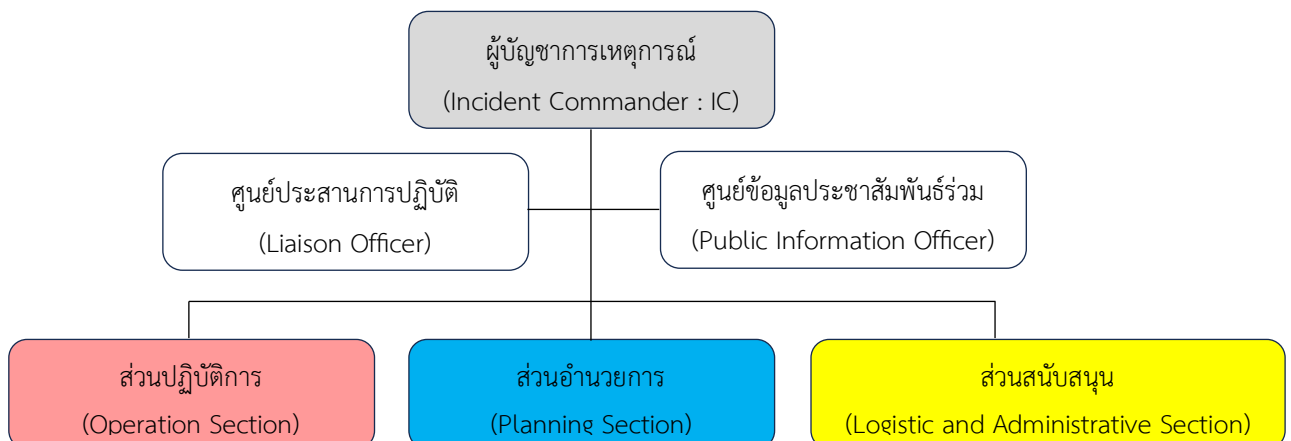 ผู้บัญชาการเหตุการณ์
(Incident Commander : IC)
ศูนย์ประสานการปฏิบัติ
(Liaison Officer)
ศูนย์ข้อมูลประชาสัมพันธ์ร่วม
(Public Information Officer)
ส่วนปฏิบัติการ
(Operation Section)
ส่วนอำนวยการ
(Planning Section)
ส่วนสนับสนุน
(Logistic and Administrative Section)